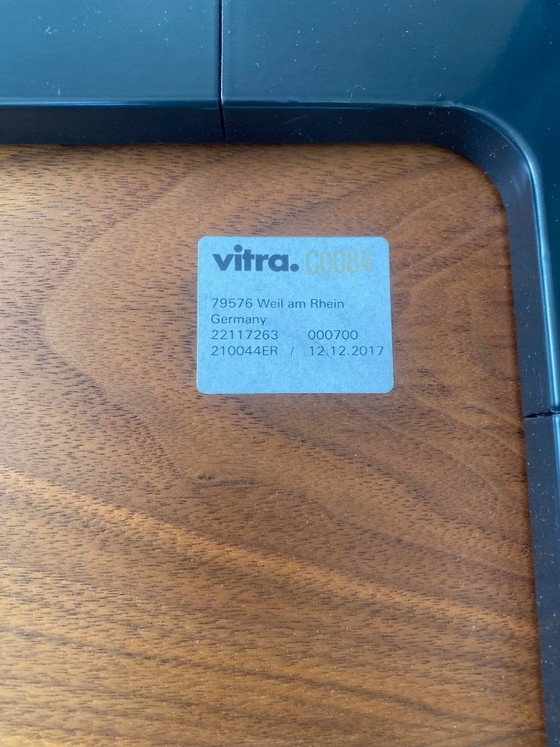 vitra. C0084
79576 Weil am Rhein
Germany
22117263 000700
210044ER / 12.12.2017